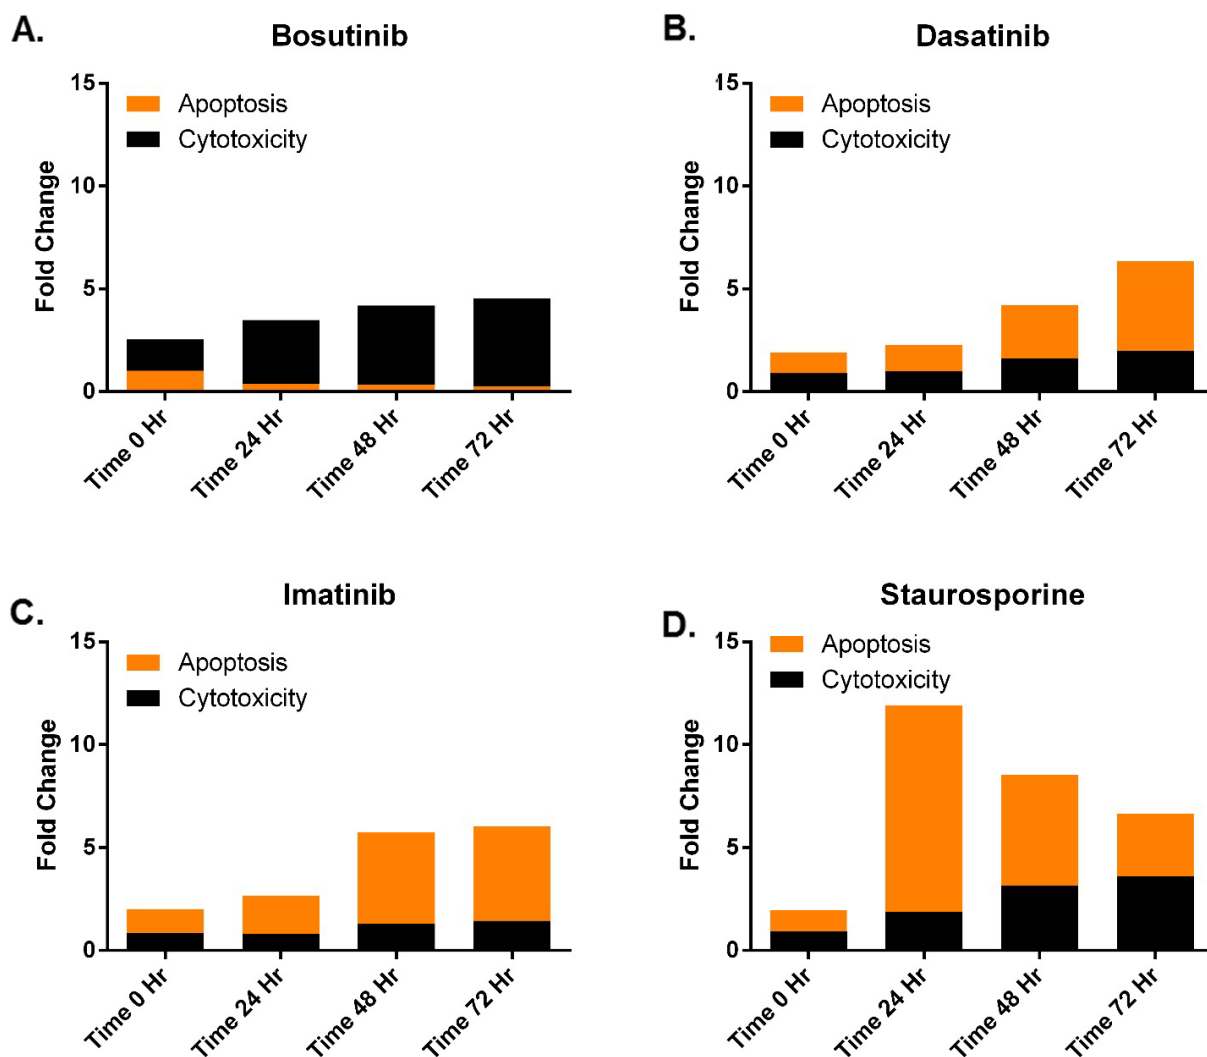 A.
Bosutinib
15
10
5
0
Fold Change
Apoptosis
Cytotoxicity
Time 0 Hr
Time 24 Hr
Time 48 Hr
Time 72 Hr
B.
Dasatinib
15
10
5
0
Fold Change
Apoptosis
Cytotoxicity
Time 0 Hr
Time 24 Hr
Time 48 Hr
Time 72 Hr
C.
Imatinib
15
10
5
0
Fold Change
Apoptosis
Cytotoxicity
Time 0 Hr
Time 24 Hr
Time 48 Hr
Time 72 Hr
D.
Staurosporine
15
10
5
0
Fold Change
Apoptosis
Cytotoxicity
Time 0 Hr
Time 24 Hr
Time 48 Hr
Time 72 Hr